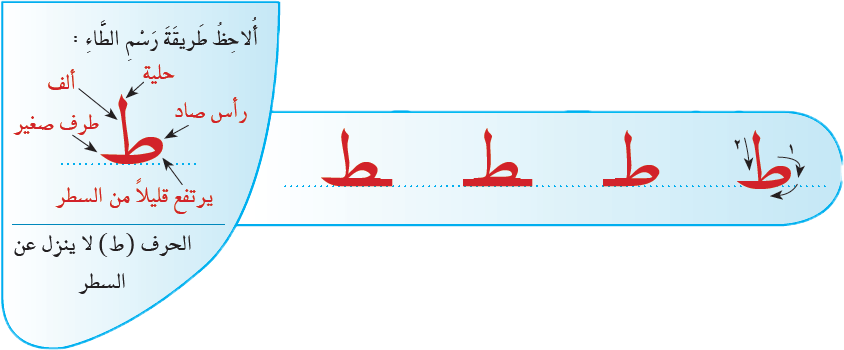 أُلاحِظُ طَريقَةَ رَسْمِ الطَّاءِ :
حلية
ألف
رأس صاد
طرف صغير
ط
يرتفع قليلاً من السطر
الحرف (ط) لا ينزل عن
السطر
١ ٢ ط ط ط ط